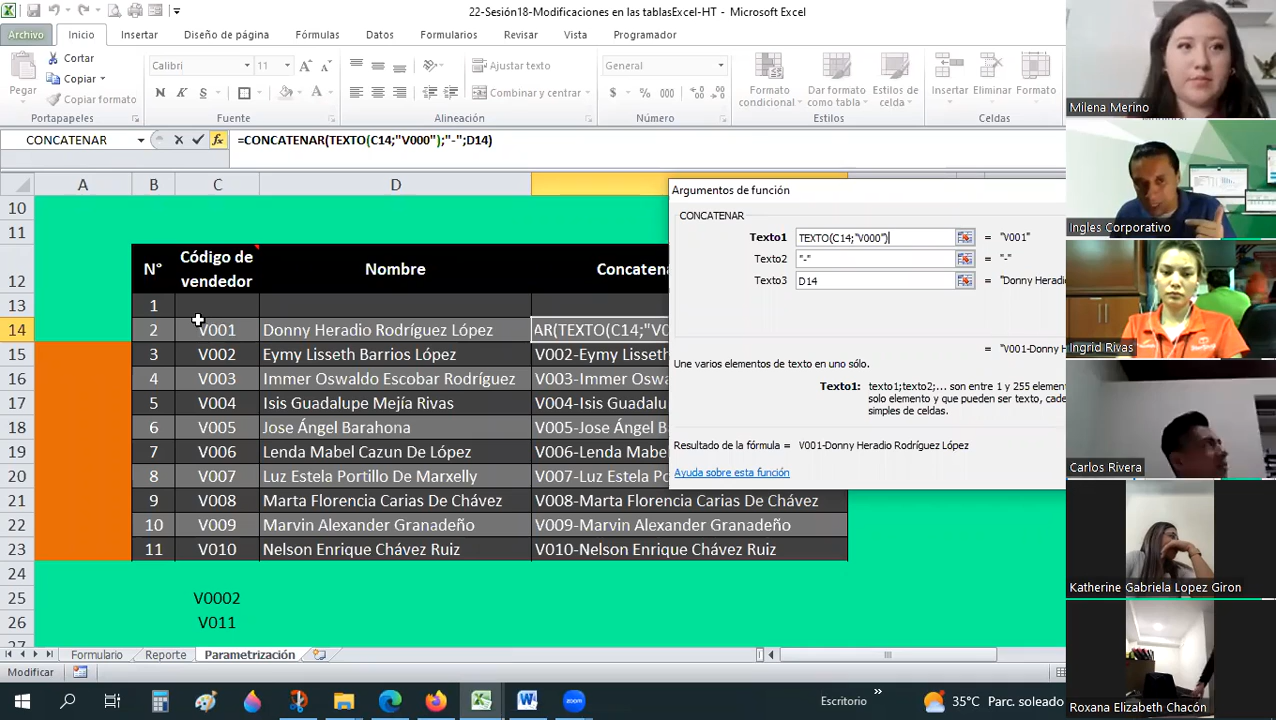 22-Sesión18-Modificaciones en las tablasExcel-HT - Microsoft Excel
Archivo Inicio Insertar Diseño de página Fórmulas Datos Formularios Revisar Vista Programador
Pegar Cortar Copiar Copiar formato
Portapapeles
Calibri 11
N K S A A
Fuente
Ajustar texto
Combinar y centrar
Alineación
General
$ % 000
Número
Formato condicional Dar formato como tabla Estilos de celda
Estilos
Insertar Eliminar Formato
Celdas
CONCATENAR fx =CONCATENAR(TEXTO(C14;"V000");"-";D14)
A B C D
10
11
12 N° Código de vendedor Nombre Concatena
13 1
14 2 V001 Donny Heradio Rodríguez López AR(TEXTO(C14;"V0
15 3 V002 Eymy Lisseth Barrios López V002-Eymy Lisseth
16 4 V003 Immer Oswaldo Escobar Rodríguez V003-Immer Oswal
17 5 V004 Isis Guadalupe Mejía Rivas V004-Isis Guadalu
18 6 V005 Jose Ángel Barahona V005-Jose Ángel Ba
19 7 V006 Lenda Mabel Cazun De López V006-Lenda Mabel
20 8 V007 Luz Estela Portillo De Marxelly V007-Luz Estela Po
21 9 V008 Marta Florencia Carias De Chávez V008-Marta Florencia Carias De Chávez
22 10 V009 Marvin Alexander Granadeño V009-Marvin Alexander Granadeño
23 11 V010 Nelson Enrique Chávez Ruiz V010-Nelson Enrique Chávez Ruiz
24
25 V0002
26 V011
27
Argumentos de función
CONCATENAR
Texto1 TEXTO(C14;"V000") = "V001"
Texto2 "-" = "-"
Texto3 D14 = "Donny Heradi
= "V001-Donny H
Une varios elementos de texto en uno sólo.
Texto1: texto1;texto2;... son entre 1 y 255 element
solo elemento y que pueden ser texto, cade
simples de celdas.
Resultado de la fórmula = V001-Donny Heradio Rodríguez López
Ayuda sobre esta función
Formulario Reporte Parametrización
Modificar
Escritorio » 35°C Parc. soleado
zoom
Milena Merino
Ingles Corporativo
Ingrid Rivas
Carlos Rivera
Katherine Gabriela Lopez Giron
Roxana Elizabeth Chacón